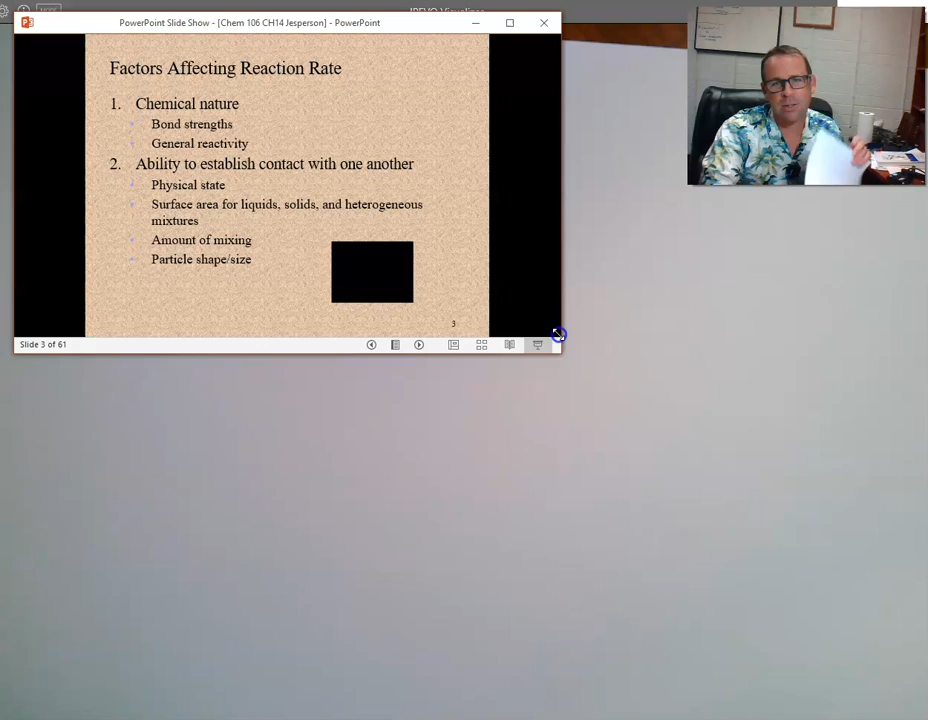 PowerPoint Slide Show - [Chem 106 CH14 Jesperson] - PowerPoint
Factors Affecting Reaction Rate
1. Chemical nature
Bond strengths
General reactivity
2. Ability to establish contact with one another
Physical state
Surface area for liquids, solids, and heterogeneous
mixtures
Amount of mixing
Particle shape/size
3
Slide 3 of 61